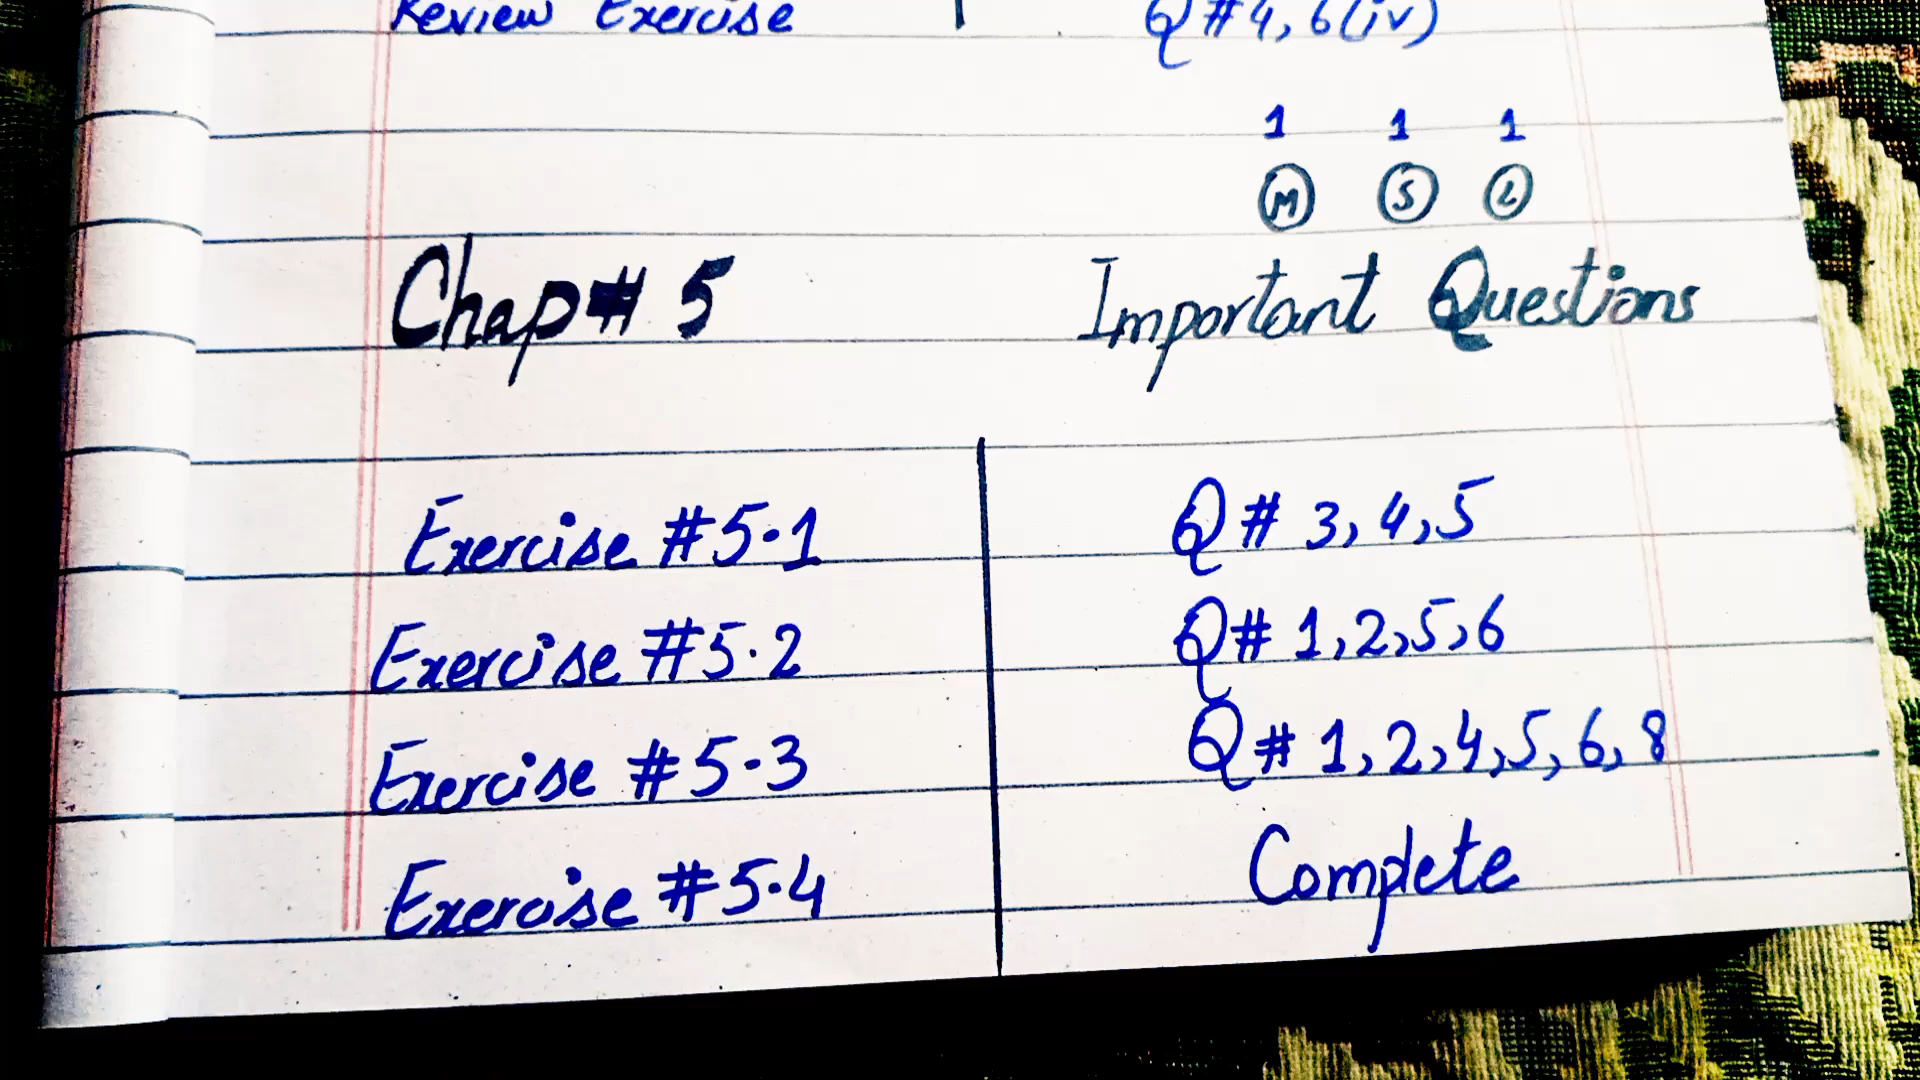 Review Exercise Q # 4, 6(iv)
1 1 1
M S L
Chap# 5 Important Questions
Exercise #5.1 Q # 3, 4, 5
Exercise #5.2 Q # 1, 2, 5, 6
Exercise #5.3 Q # 1, 2, 4, 5, 6, 8
Exercise #5.4 Complete